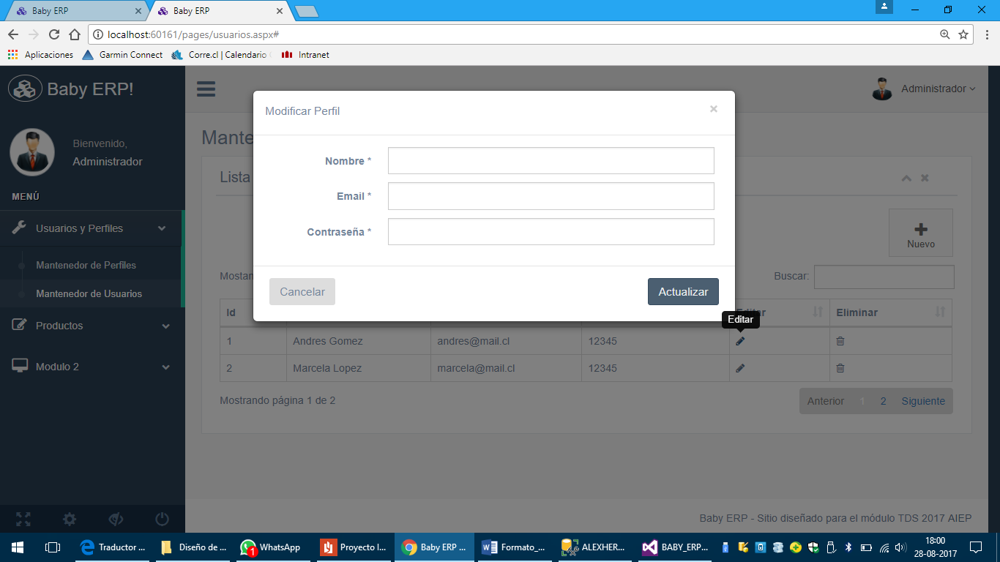 Baby ERP
Baby ERP
localhost:60161/pages/usuarios.aspx#
Aplicaciones
Garmin Connect
Corre.cl | Calendario
Intranet
Baby ERP!
Administrador
Bienvenido,
Administrador
MENÚ
Usuarios y Perfiles
Mantenedor de Perfiles
Mantenedor de Usuarios
Productos
Modulo 2
Mante
Lista
Modificar Perfil
×
Nombre *
Email *
Contraseña *
Cancelar
Actualizar
Nuevo
Mostan
Buscar:
Id
Editar
Eliminar
Editar
1 Andres Gomez andres@mail.cl 12345
2 Marcela Lopez marcela@mail.cl 12345
Mostrando página 1 de 2
Anterior 1 2 Siguiente
Baby ERP - Sitio diseñado para el módulo TDS 2017 AIEP
Traductor ...
Diseño de ...
1
WhatsApp
Proyecto I...
Baby ERP ...
Formato_...
ALEXHER...
BABY_ERP...
18:00
28-08-2017